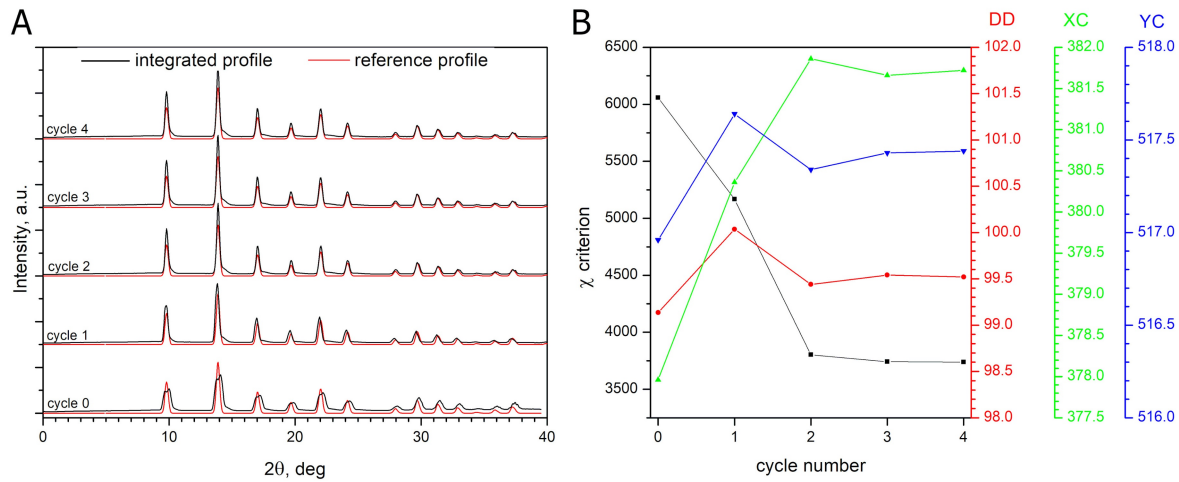 A
integrated profile
reference profile
cycle 4
cycle 3
cycle 2
cycle 1
cycle 0
Intensity, a.u.
0
10
20
30
40
2θ, deg
B
DD
XC
YC
6500
6000
5500
5000
4500
4000
3500
χ criterion
0
1
2
3
4
cycle number
102.0
101.5
101.0
100.5
100.0
99.5
99.0
98.5
98.0
382.0
381.5
381.0
380.5
380.0
379.5
379.0
378.5
378.0
377.5
518.0
517.5
517.0
516.5
516.0